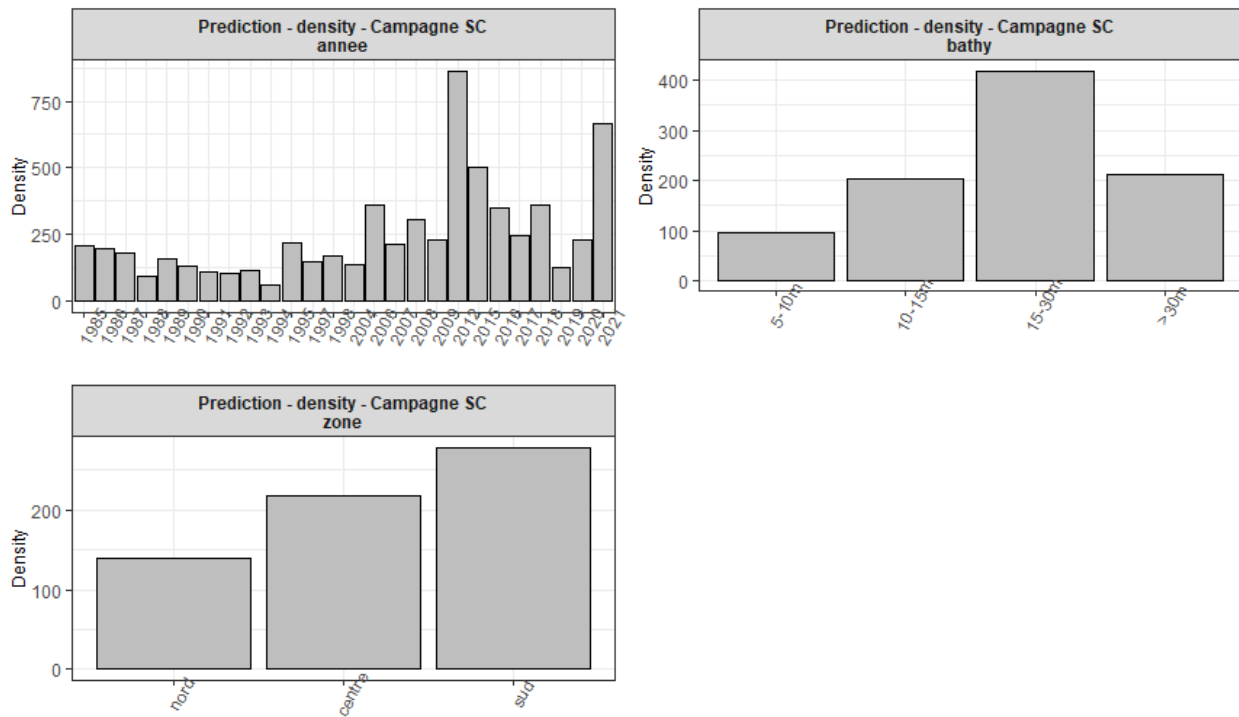 Prediction - density - Campagne SC
annee
Density
750
500
250
0
1985 1986 1987 1988 1989 1990 1991 1992 1993 1994 1995 1997 1998 2004 2006 2007 2008 2009 2012 2015 2016 2017 2018 2019 2020 2021
Prediction - density - Campagne SC
bathy
Density
400
300
200
100
0
5-10m 10-15m 15-30m >30m
Prediction - density - Campagne SC
zone
Density
200
100
0
nord centre sud